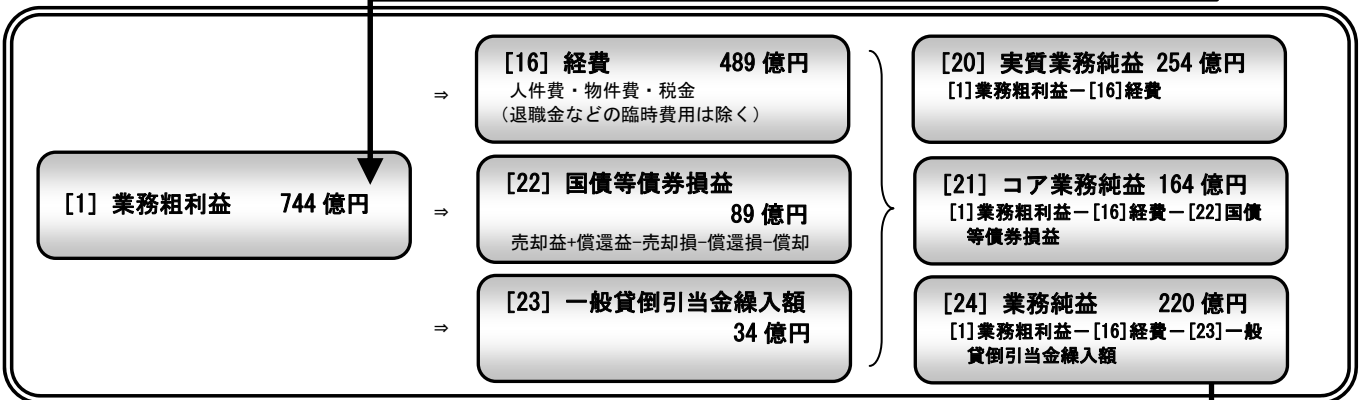 [1] 業務粗利益 744 億円
⇒
[16] 経費 489 億円
人件費・物件費・税金
（退職金などの臨時費用は除く）
⇒
[22] 国債等債券損益
89 億円
売却益+償還益−売却損−償還損−償却
⇒
[23] 一般貸倒引当金繰入額
34 億円
[20] 実質業務純益 254 億円
[1]業務粗利益－[16]経費
[21] コア業務純益 164 億円
[1]業務粗利益－[16]経費－[22]国債
等債券損益
[24] 業務純益 220 億円
[1]業務粗利益－[16]経費－[23]一般
貸倒引当金繰入額